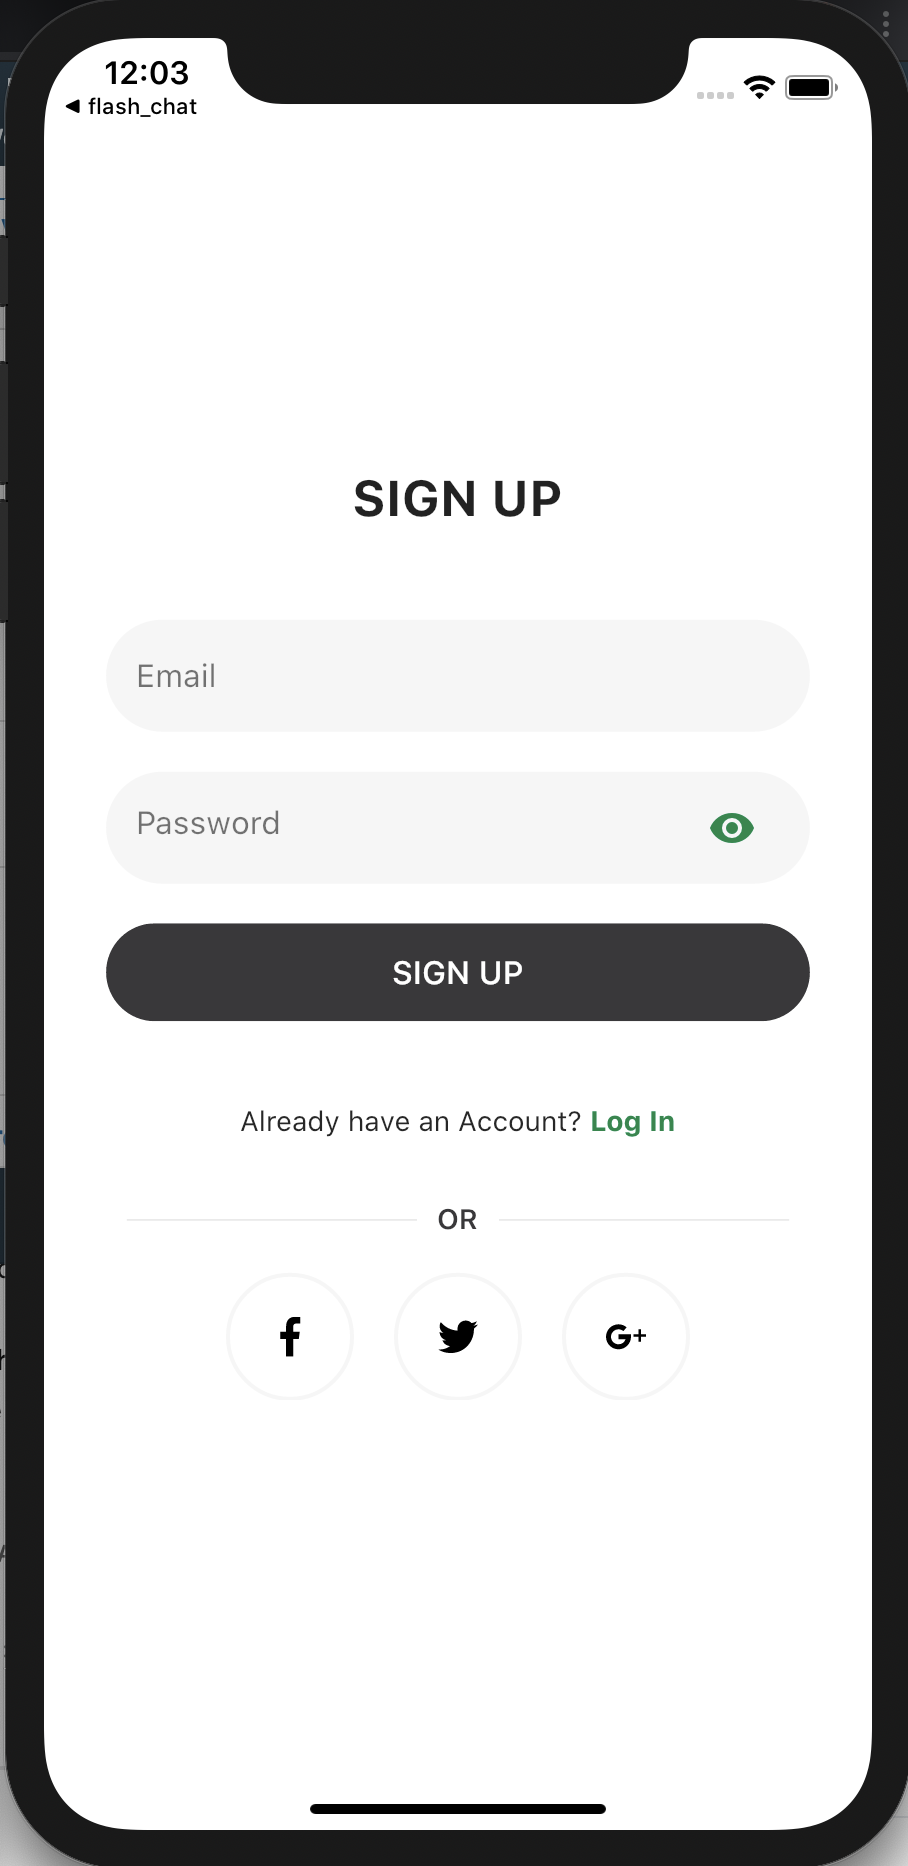 12:03
◀ flash_chat
SIGN UP
Email
Password
SIGN UP
Already have an Account? Log In
OR
f
G+